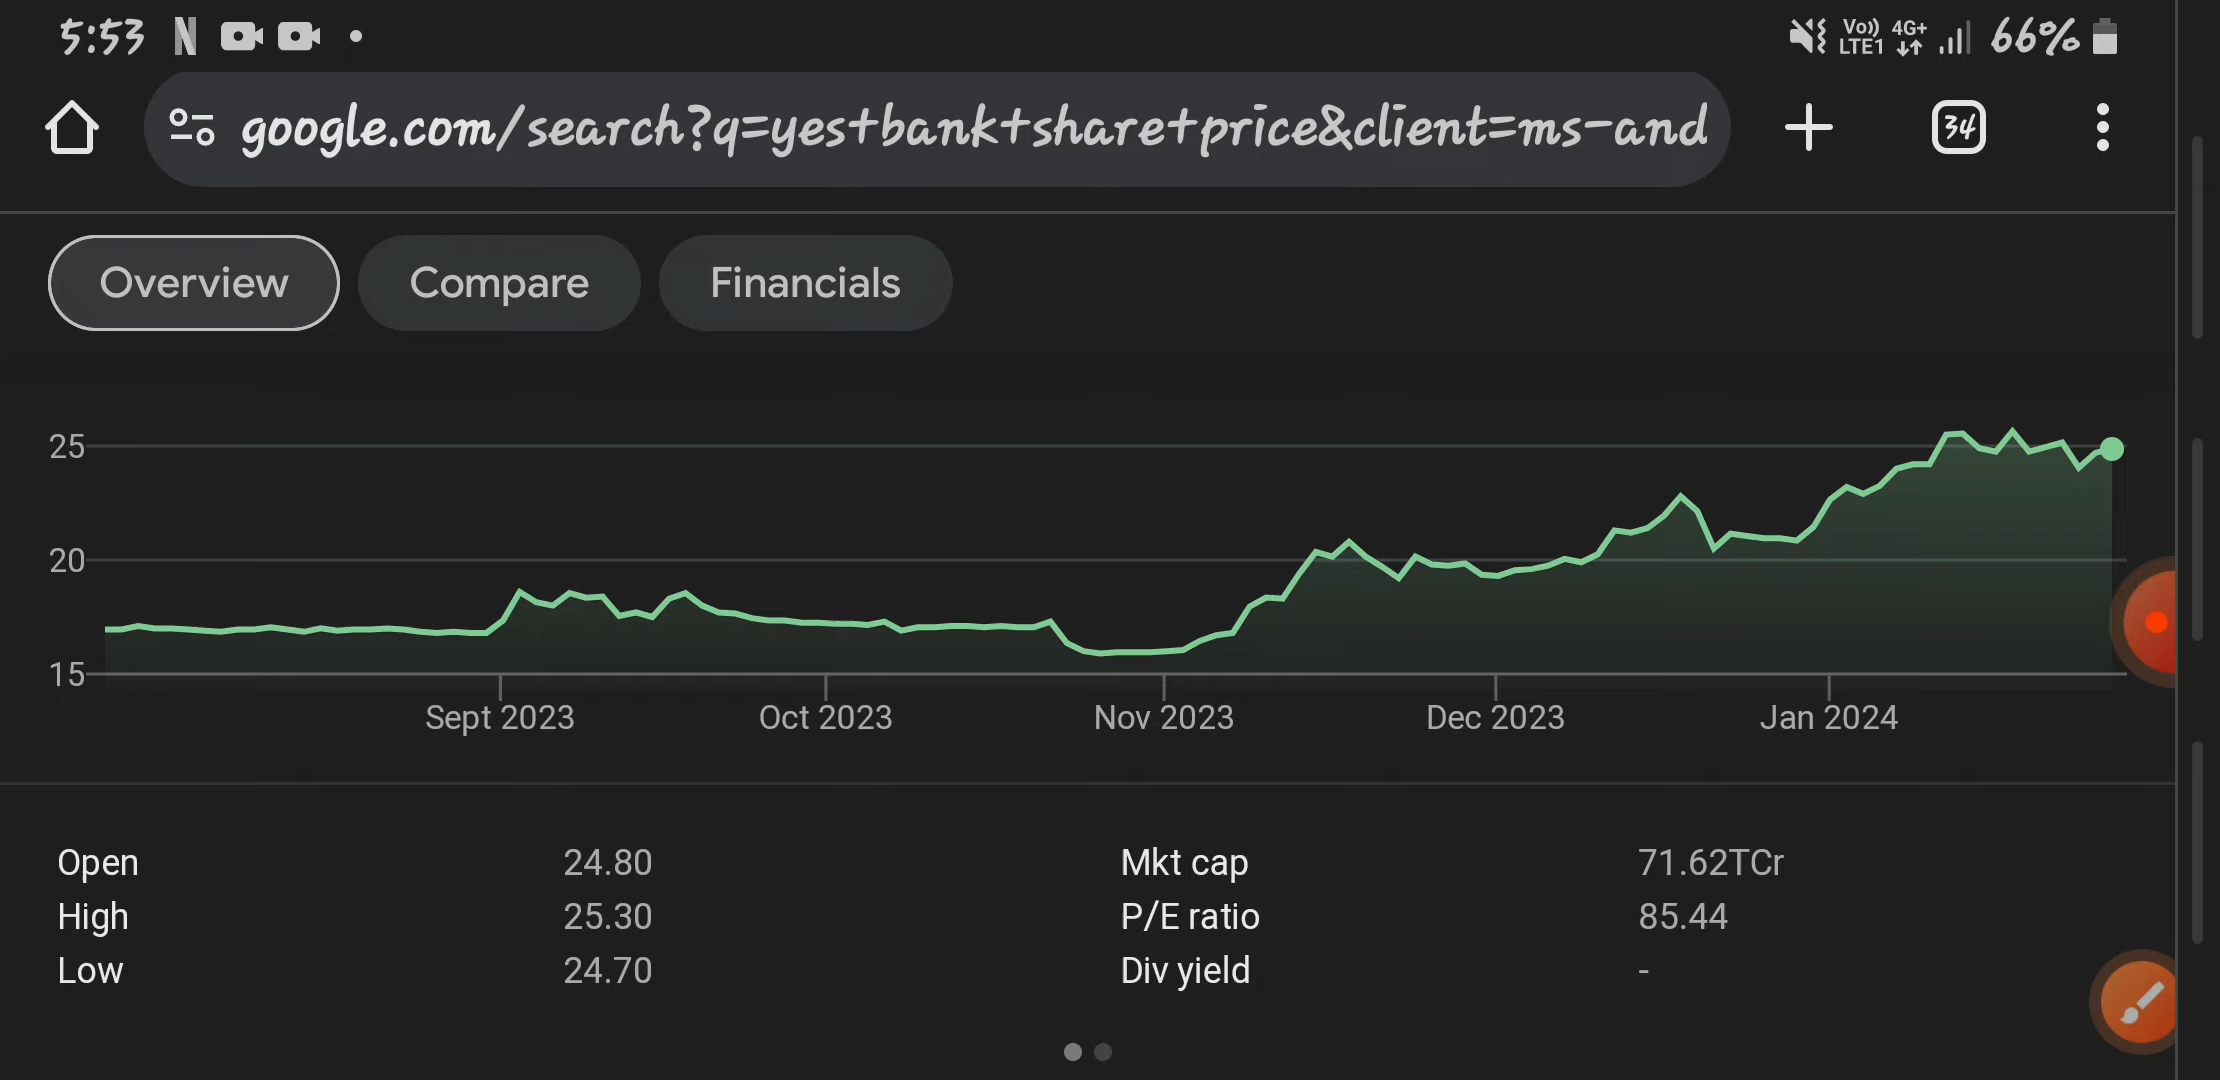 5:53 N Vo)) LTE1 4G+ 66%
google.com/search?q=yes+bank+share+price&client=ms-and 34
Overview Compare Financials
25
20
15
Sept 2023 Oct 2023 Nov 2023 Dec 2023 Jan 2024
Open 24.80 Mkt cap 71.62TCr
High 25.30 P/E ratio 85.44
Low 24.70 Div yield -